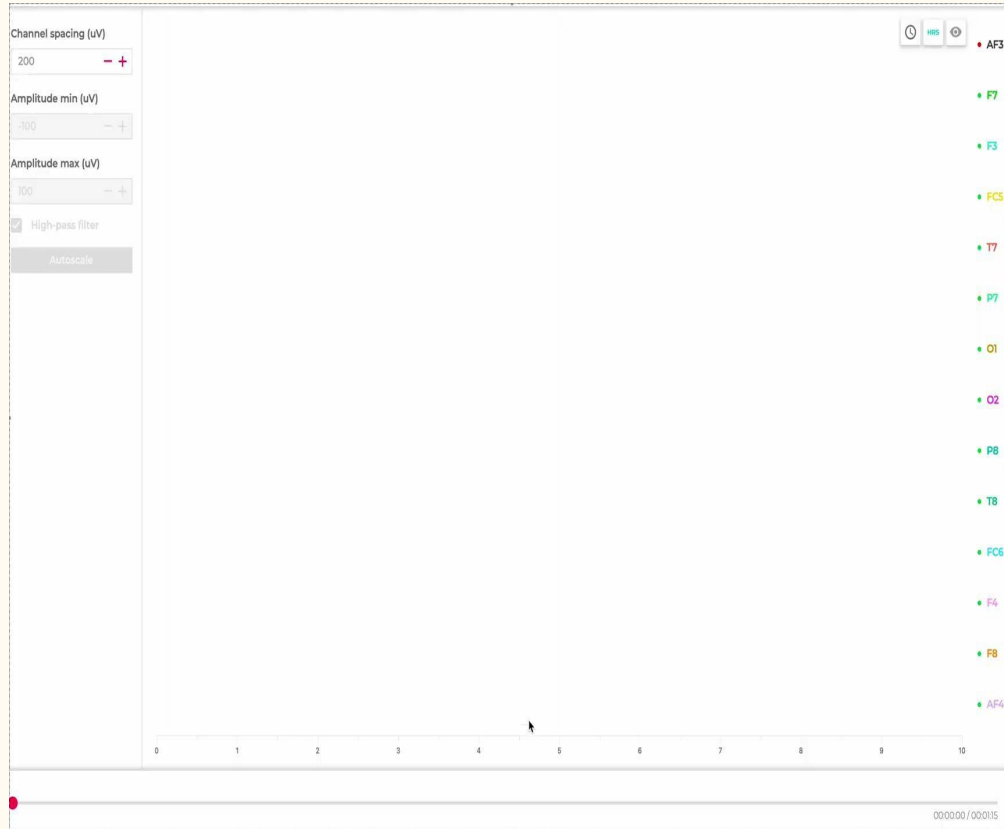 Channel spacing (uV)
200
Amplitude min (uV)
-100
Amplitude max (uV)
100
High-pass filter
Autoscale
HRS
AF3
F7
F3
FC5
T7
P7
O1
O2
P8
T8
FC6
F4
F8
AF4
0 1 2 3 4 5 6 7 8 9 10
00:00:00 / 00:01:15